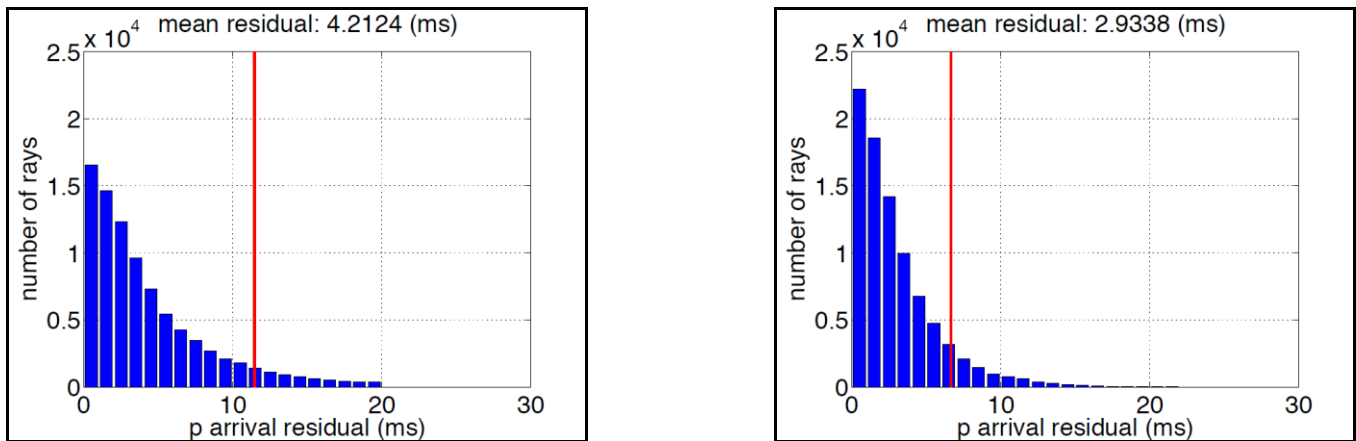 mean residual: 4.2124 (ms)
x 10^4
2.5
2
1.5
1
0.5
0
number of rays
0 10 20 30
p arrival residual (ms)
mean residual: 2.9338 (ms)
x 10^4
2.5
2
1.5
1
0.5
0
number of rays
0 10 20 30
p arrival residual (ms)